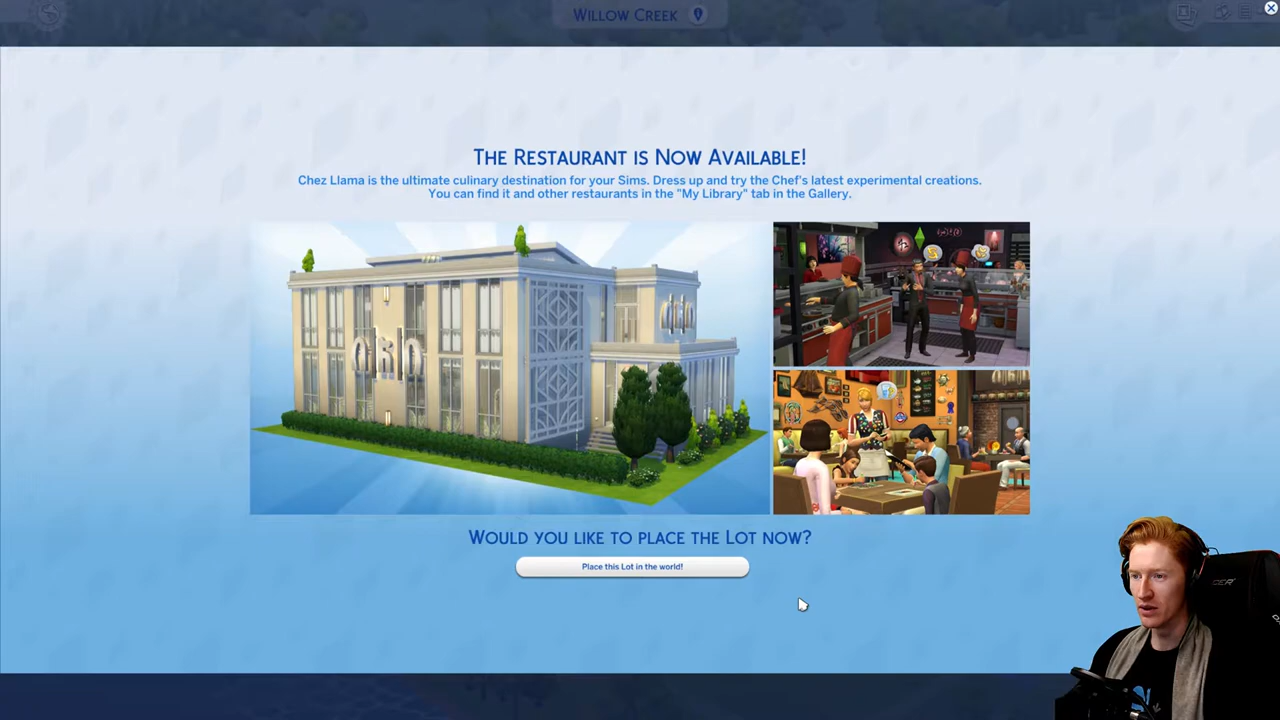 Willow Creek
The Restaurant is Now Available!
Chez Llama is the ultimate culinary destination for your Sims. Dress up and try the Chef's latest experimental creations.
You can find it and other restaurants in the "My Library" tab in the Gallery.
Would you like to place the Lot now?
Place this Lot in the world!